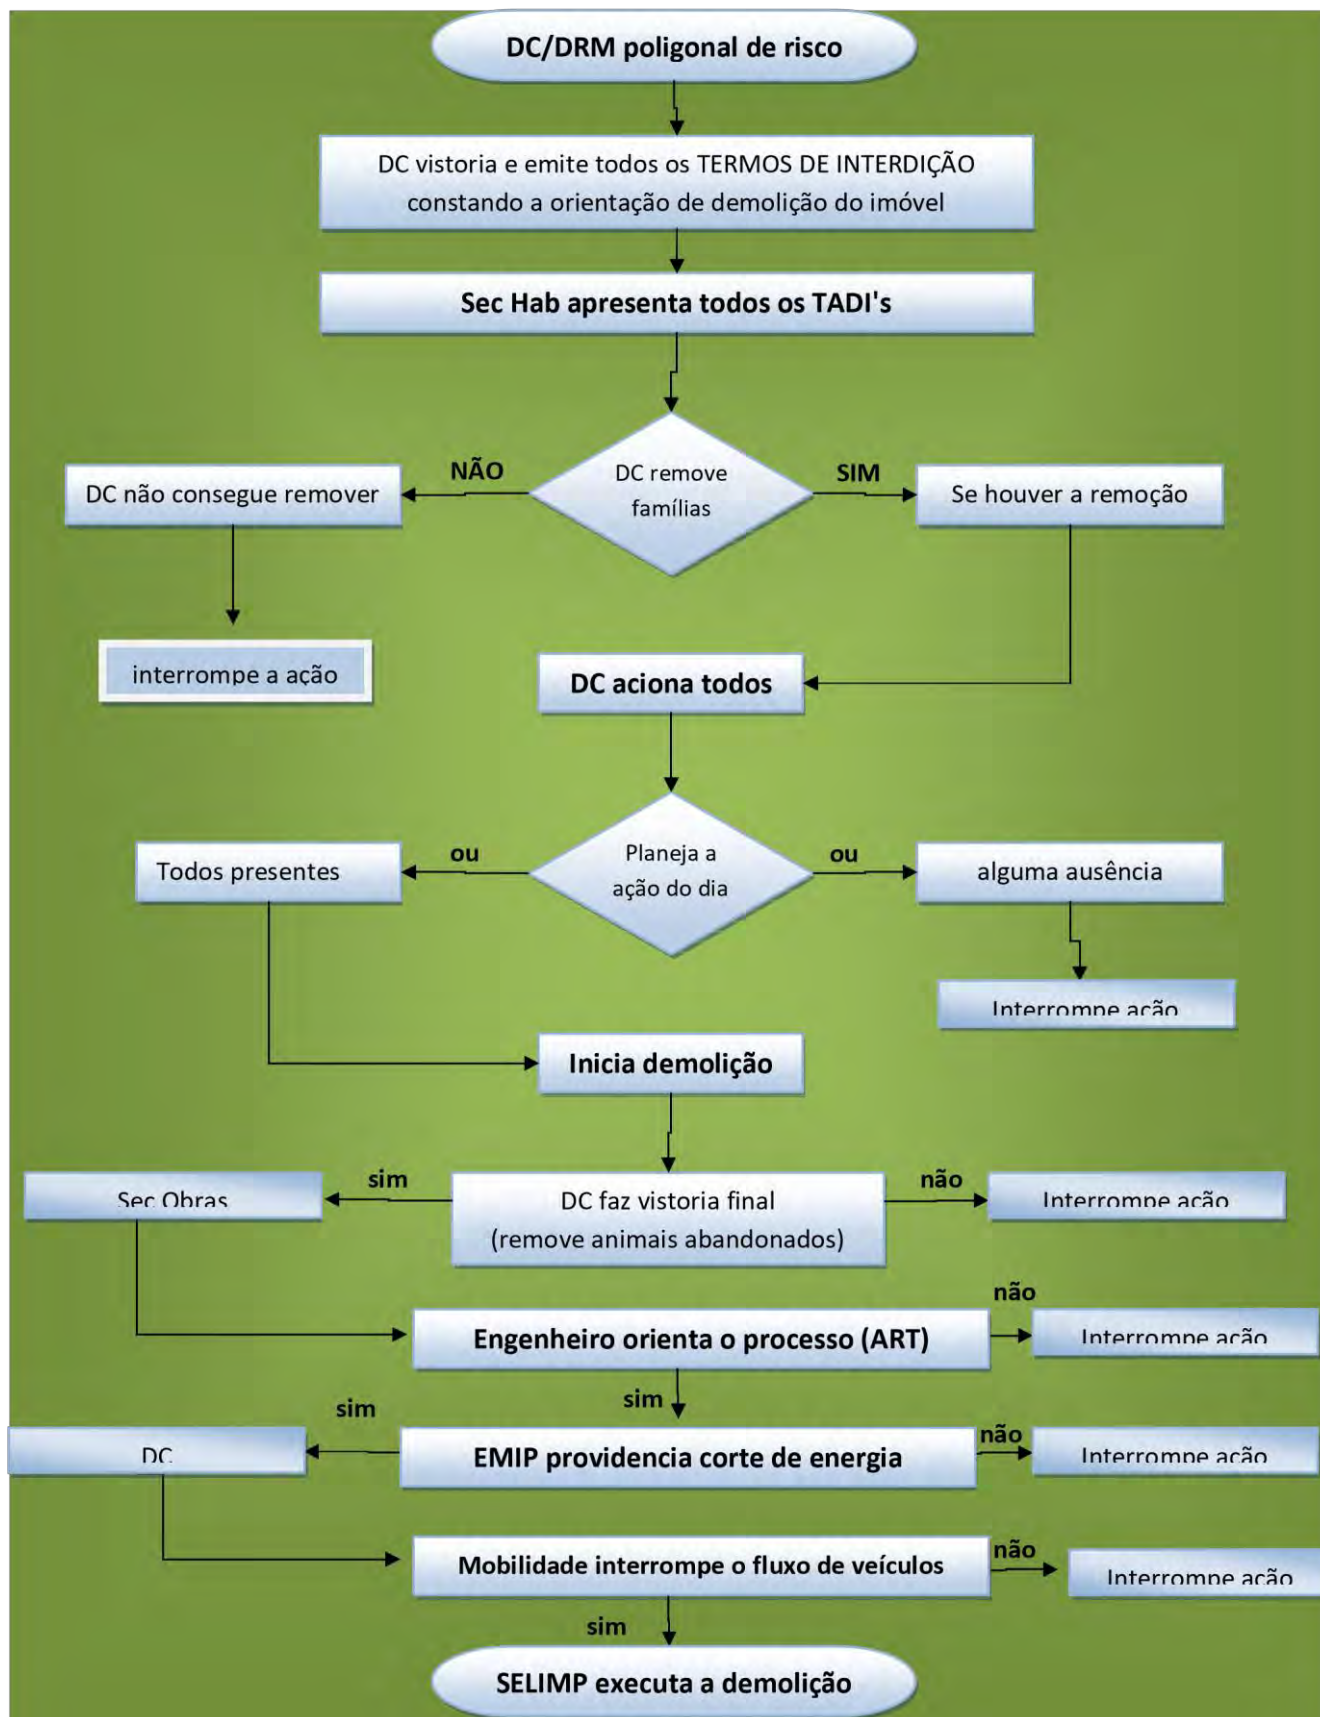 DC/DRM poligonal de risco
DC vistoria e emite todos os TERMOS DE INTERDIÇÃO
constando a orientação de demolição do imóvel
Sec Hab apresenta todos os TADI's
NÃO
DC remove
famílias
SIM
DC não consegue remover
Se houver a remoção
interrompe a ação
DC aciona todos
ou
Planeja a
ação do dia
ou
Todos presentes
alguma ausência
Interrompe ação
Inicia demolição
sim
DC faz vistoria final
(remove animais abandonados)
não
Sec Obras
Interrompe ação
não
Engenheiro orienta o processo (ART)
Interrompe ação
sim
sim
não
DC
EMIP providencia corte de energia
Interrompe ação
Mobilidade interrompe o fluxo de veículos
não
Interrompe ação
sim
SELIMP executa a demolição